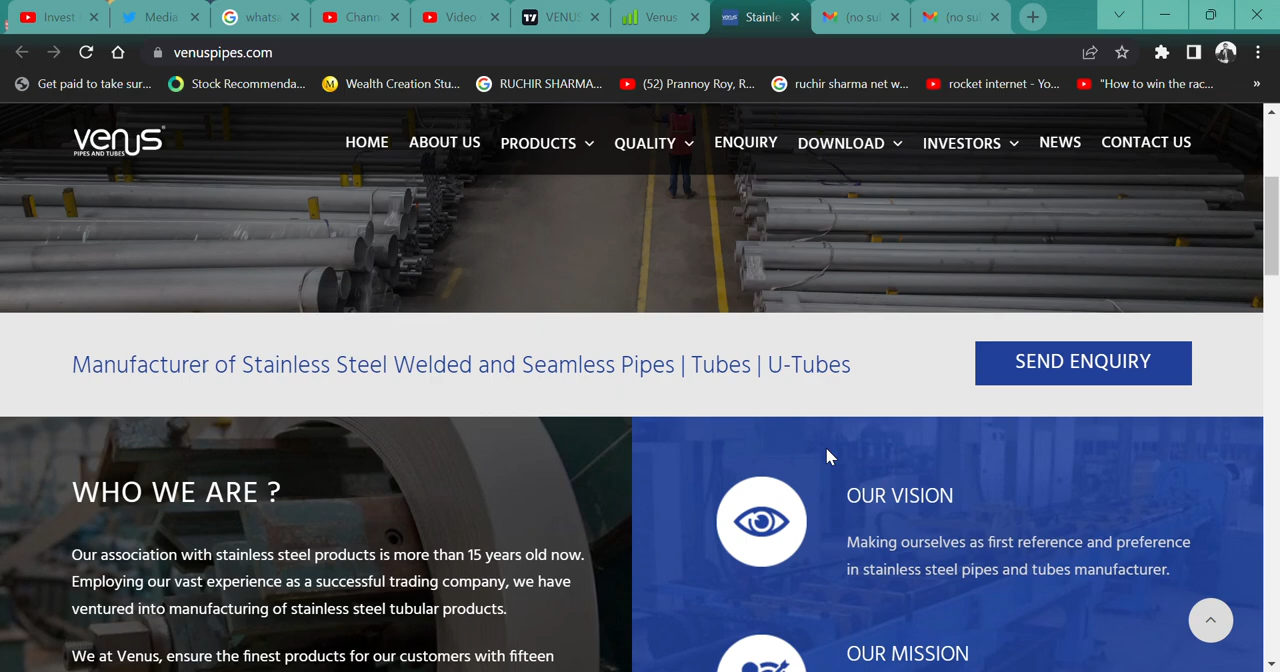 Invest
Media
whats
Chann
Video
VENUS
Venus
Stainle
(no su
(no su
venuspipes.com
Get paid to take sur...
Stock Recommenda...
Wealth Creation Stu...
RUCHIR SHARMA...
(52) Prannoy Roy, R...
ruchir sharma net w...
rocket internet - Yo...
"How to win the rac...
»
venus
PIPES AND TUBES
HOME
ABOUT US
PRODUCTS
QUALITY
ENQUIRY
DOWNLOAD
INVESTORS
NEWS
CONTACT US
Manufacturer of Stainless Steel Welded and Seamless Pipes | Tubes | U-Tubes
SEND ENQUIRY
WHO WE ARE ?
Our association with stainless steel products is more than 15 years old now.
Employing our vast experience as a successful trading company, we have
ventured into manufacturing of stainless steel tubular products.
We at Venus, ensure the finest products for our customers with fifteen
OUR VISION
Making ourselves as first reference and preference
in stainless steel pipes and tubes manufacturer.
OUR MISSION